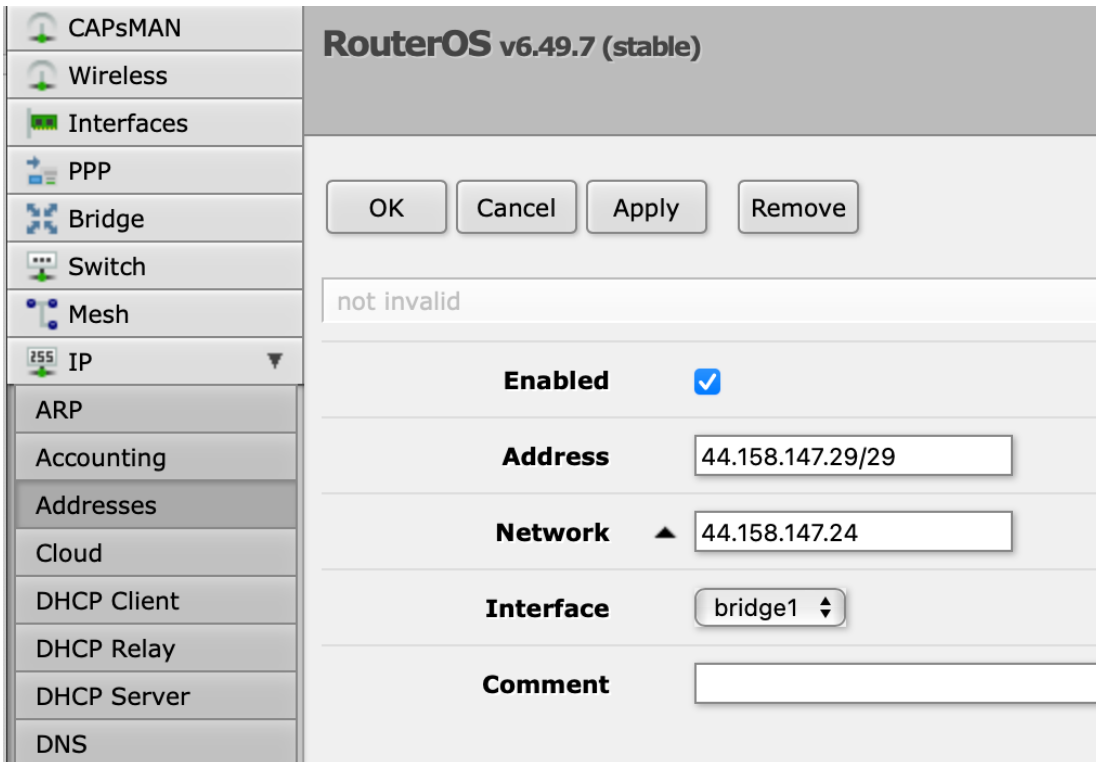 CAPsMAN
Wireless
Interfaces
PPP
Bridge
Switch
Mesh
255 IP ▼
ARP
Accounting
Addresses
Cloud
DHCP Client
DHCP Relay
DHCP Server
DNS
RouterOS v6.49.7 (stable)
OK Cancel Apply Remove
not invalid
Enabled
Address 44.158.147.29/29
Network 44.158.147.24
Interface bridge1
Comment